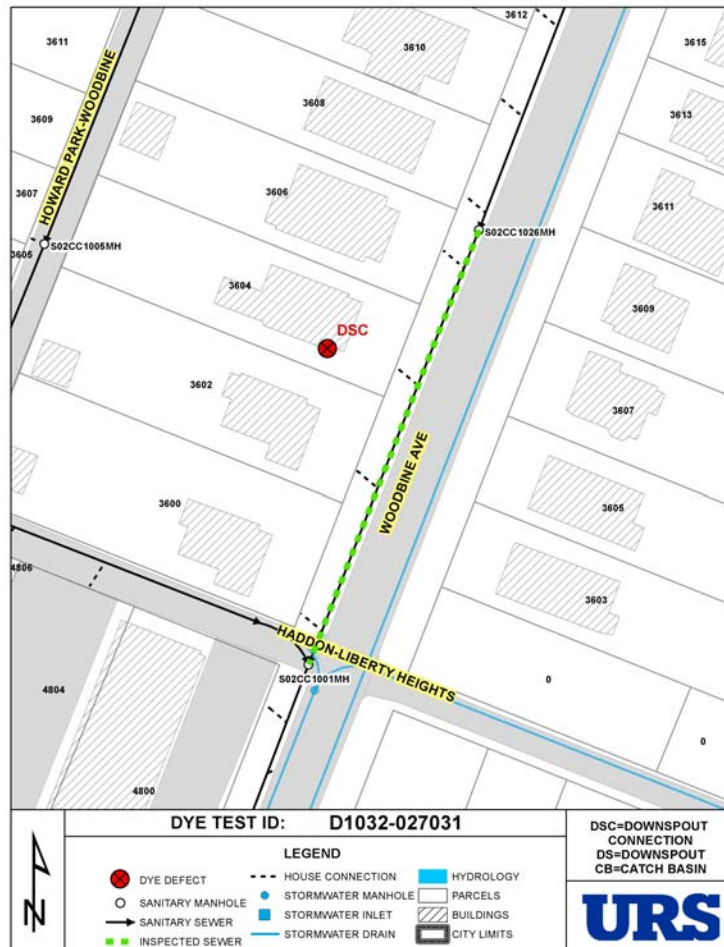 3612
3611
3610
3615
3608
3609
HOWARD PARK-WOODBINE
3613
3607
3606
3611
S02CC1026MH
3605
S02CC1005MH
3604
3609
DSC
3602
3607
WOODBINE AVE
3600
3605
4806
3603
HADDON-LIBERTY HEIGHTS
S02CC1001MH
0
4804
0
4800
DYE TEST ID: D1032-027031
DSC=DOWNSPOUT
CONNECTION
DS=DOWNSPOUT
CB=CATCH BASIN
LEGEND
DYE DEFECT
SANITARY MANHOLE
SANITARY SEWER
INSPECTED SEWER
HOUSE CONNECTION
STORMWATER MANHOLE
STORMWATER INLET
STORMWATER DRAIN
HYDROLOGY
PARCELS
BUILDINGS
CITY LIMITS
N
URS